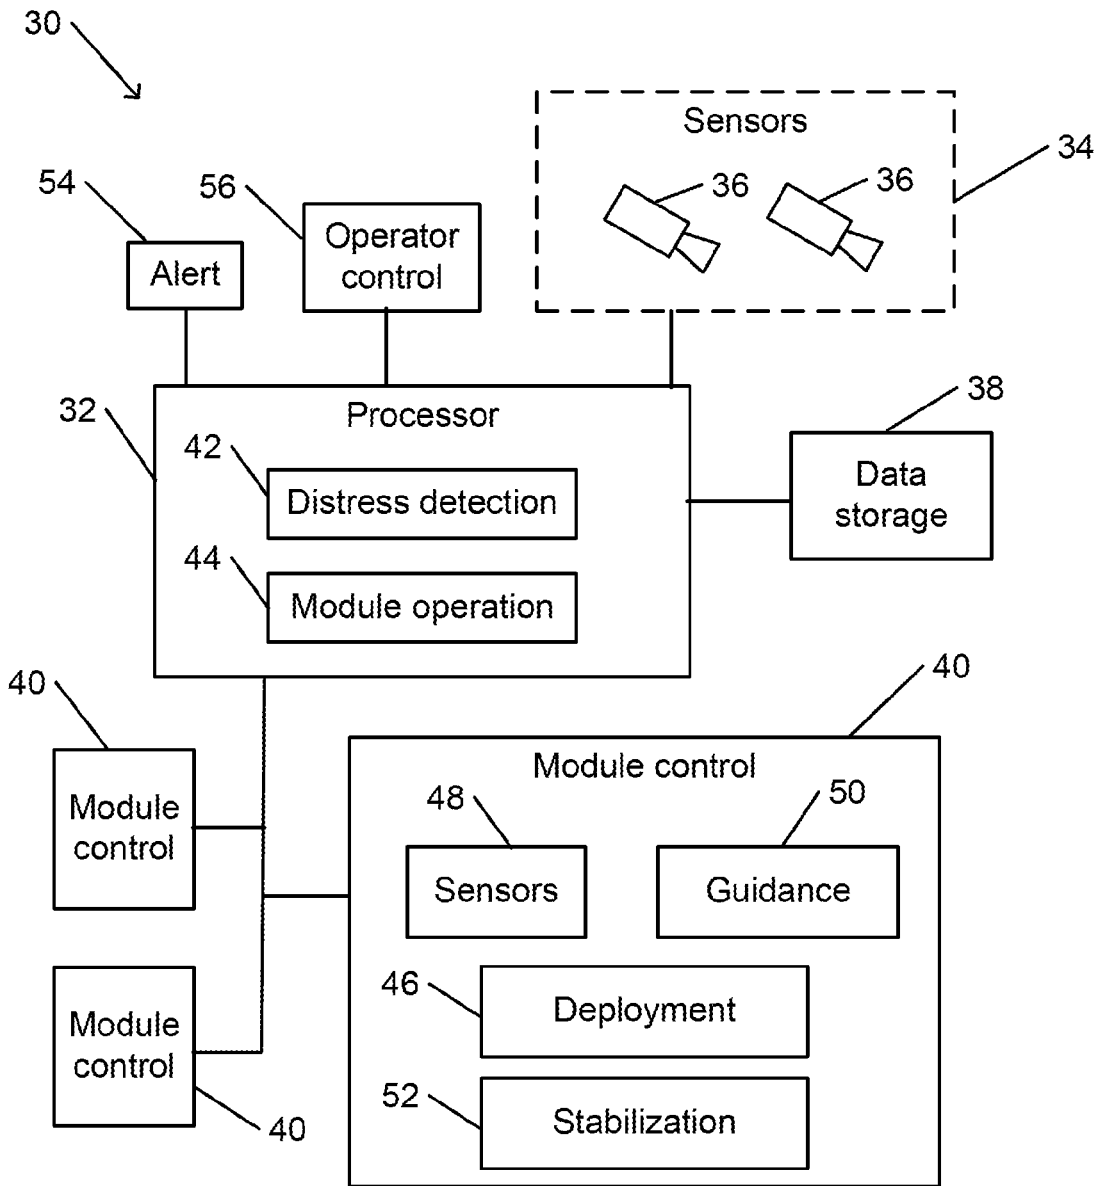 30
Sensors
34
36
36
54
56
Operator
control
Alert
32
Processor
38
42
Distress detection
Data
storage
44
Module operation
40
40
Module
control
Module control
48
50
Sensors
Guidance
46
Deployment
Module
control
52
Stabilization
40